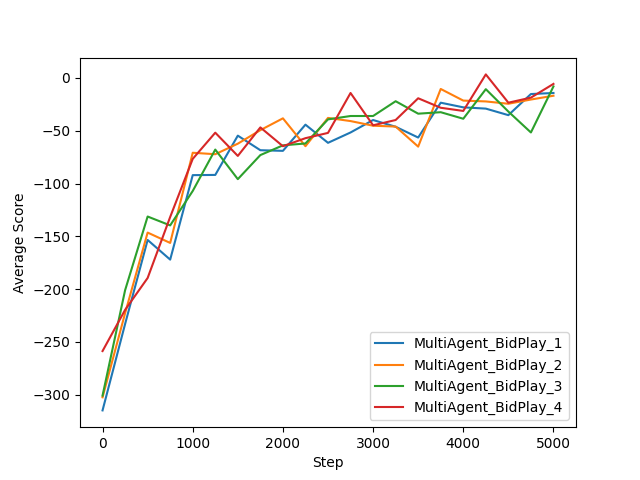 0
−50
−100
−150
−200
−250
−300
Average Score
0 1000 2000 3000 4000 5000
Step
MultiAgent_BidPlay_1
MultiAgent_BidPlay_2
MultiAgent_BidPlay_3
MultiAgent_BidPlay_4